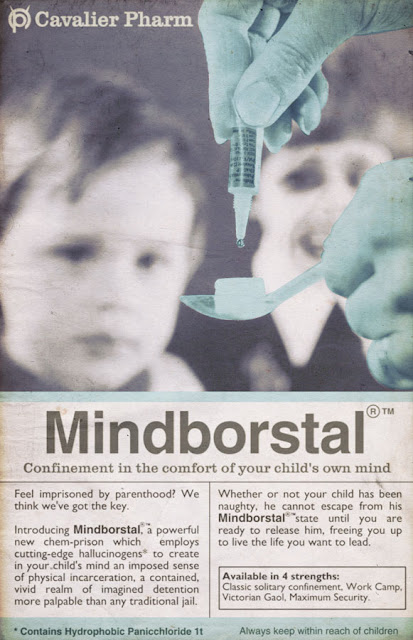 Cavalier Pharm
Mindborstal®™
Confinement in the comfort of your child's own mind
Feel imprisoned by parenthood? We
think we've got the key.
Introducing Mindborstal,®™ a powerful
new chem-prison which employs
cutting-edge hallucinogens* to create
in your child's mind an imposed sense
of physical incarceration, a contained,
vivid realm of imagined detention
more palpable than any traditional jail.
Whether or not your child has been
naughty, he cannot escape from his
Mindborstal®™ state until you are
ready to release him, freeing you up
to live the life you want to lead.
Available in 4 strengths:
Classic solitary confinement, Work Camp,
Victorian Gaol, Maximum Security.
* Contains Hydrophobic Panicchloride 1t
Always keep within reach of children